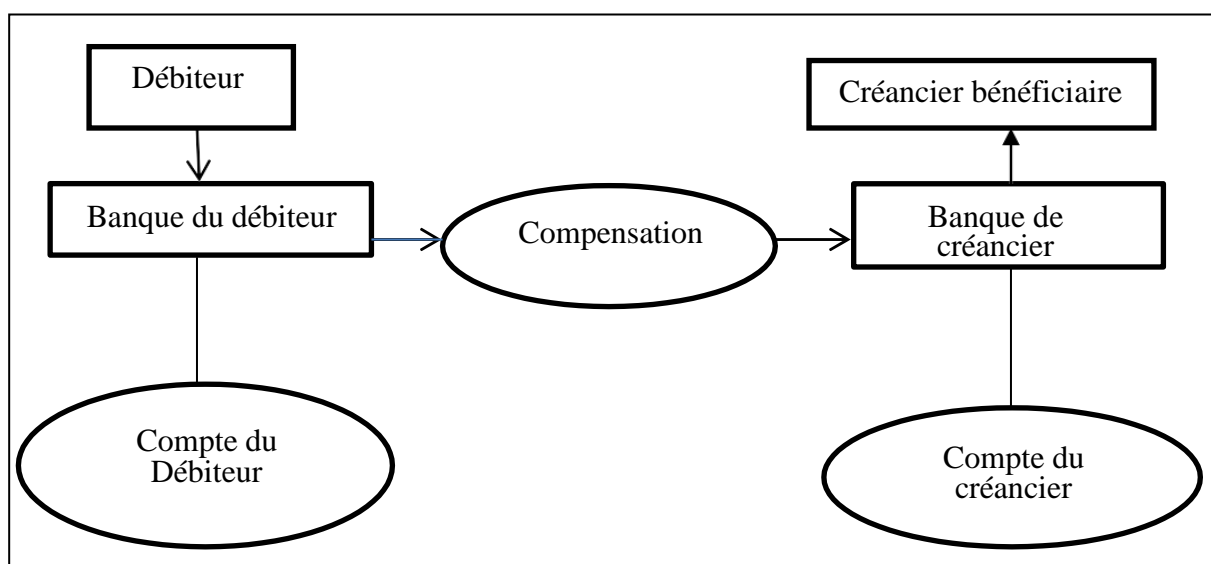 Débiteur
Créancier bénéficiaire
Banque du débiteur
Compensation
Banque de
créancier
Compte du
Débiteur
Compte du
créancier